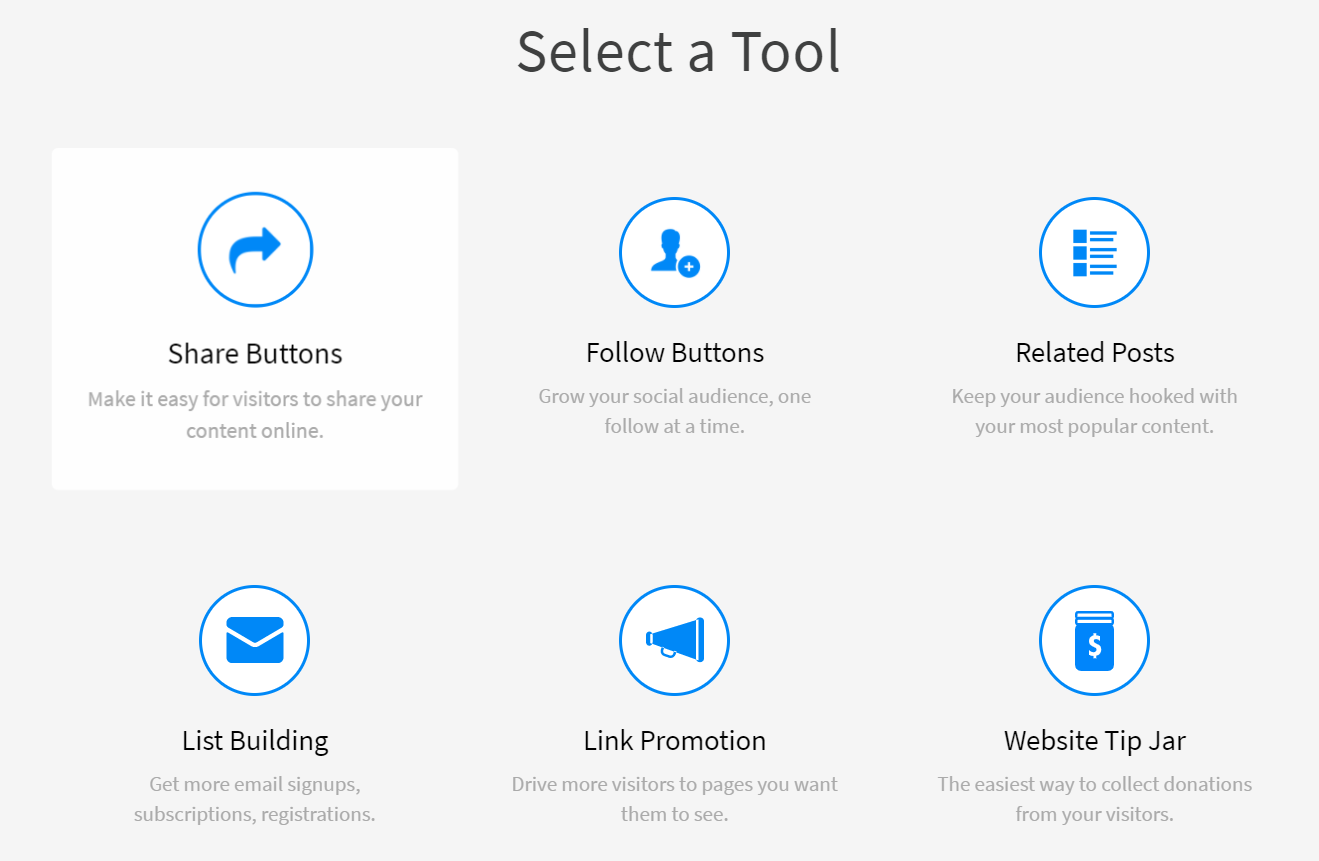 Select a Tool
Share Buttons
Make it easy for visitors to share your
content online.
Follow Buttons
Grow your social audience, one
follow at a time.
Related Posts
Keep your audience hooked with
your most popular content.
$
List Building
Get more email signups,
subscriptions, registrations.
Link Promotion
Drive more visitors to pages you want
them to see.
Website Tip Jar
The easiest way to collect donations
from your visitors.